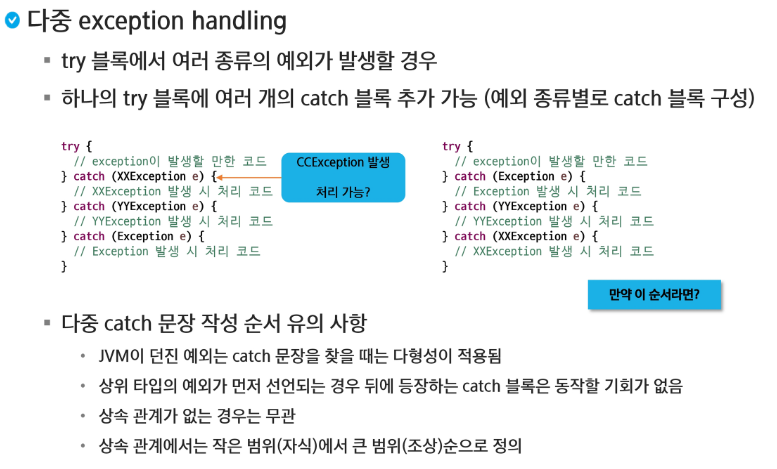 다중 exception handling
try 블록에서 여러 종류의 예외가 발생할 경우
하나의 try 블록에 여러 개의 catch 블록 추가 가능 (예외 종류별로 catch 블록 구성)
try {
// exception이 발생할 만한 코드
} catch (XXException e) {
// XXException 발생 시 처리 코드
} catch (YYException e) {
// YYException 발생 시 처리 코드
} catch (Exception e) {
// Exception 발생 시 처리 코드
}
CCException 발생
처리 가능?
try {
// exception이 발생할 만한 코드
} catch (Exception e) {
// Exception 발생 시 처리 코드
} catch (YYException e) {
// YYException 발생 시 처리 코드
} catch (XXException e) {
// XXException 발생 시 처리 코드
}
만약 이 순서라면?
다중 catch 문장 작성 순서 유의 사항
JVM이 던진 예외는 catch 문장을 찾을 때는 다형성이 적용됨
상위 타입의 예외가 먼저 선언되는 경우 뒤에 등장하는 catch 블록은 동작할 기회가 없음
상속 관계가 없는 경우는 무관
상속 관계에서는 작은 범위(자식)에서 큰 범위(조상)순으로 정의